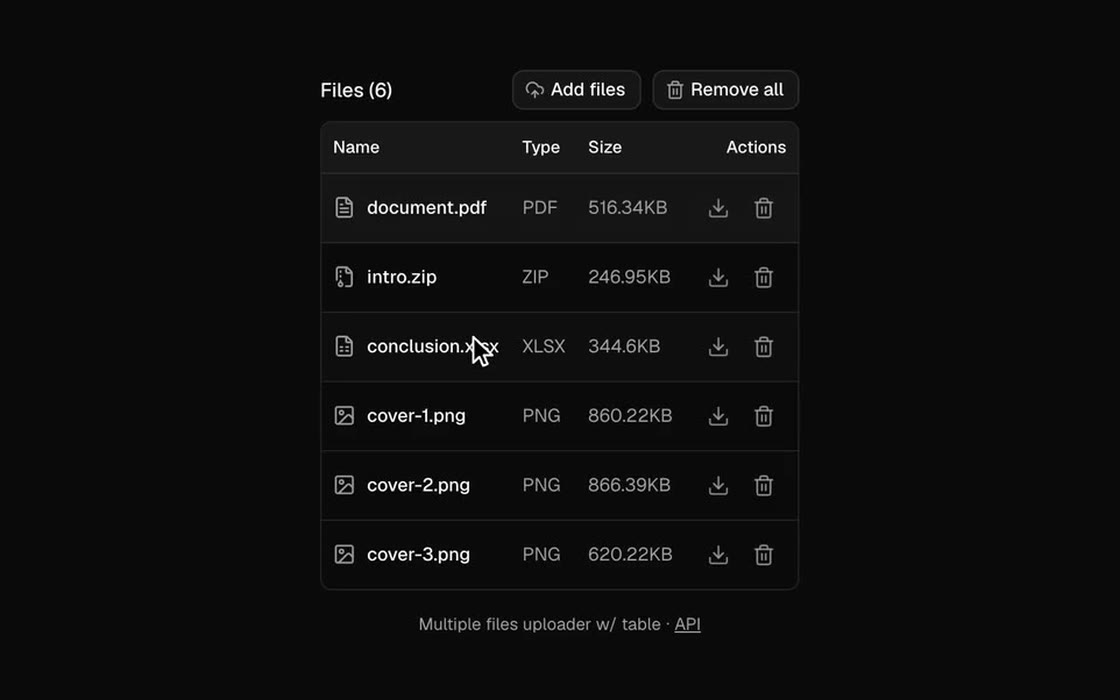 Files (6) Add files Remove all
Name Type Size Actions
document.pdf PDF 516.34KB
intro.zip ZIP 246.95KB
conclusion.xlsx XLSX 344.6KB
cover-1.png PNG 860.22KB
cover-2.png PNG 866.39KB
cover-3.png PNG 620.22KB
Multiple files uploader w/ table · API